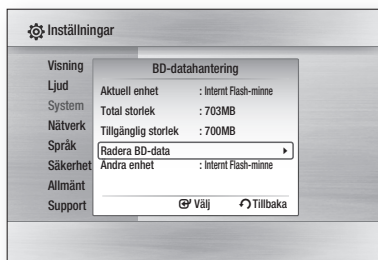 Inställningar
Visning
Ljud
System
Nätverk
Språk
Säkerhet
Allmänt
Support
BD-datahantering
Aktuell enhet : Internt Flash-minne
Total storlek : 703MB
Tillgänglig storlek : 700MB
Radera BD-data
Ändra enhet : Internt Flash-minne
Välj Tillbaka